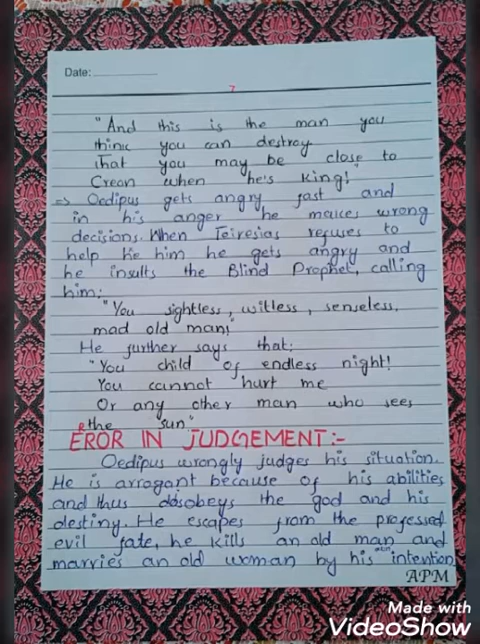 Date:
7
"And this is the man you
think you can destroy
That you may be close to
Creon when he's King!"
=> Oedipus gets angry fast and
in his anger he makes wrong
decisions. When Teiresias refuses to
help him he gets angry and
he insults the Blind Prophet, calling
him:
"You sightless, witless, senseless,
mad old man!"
He further says that:
"You child of endless night!
You cannot hurt me
Or any other man who sees
the sun"
EROR IN JUDGEMENT:-
Oedipus wrongly judges his situation.
He is arrogant because of his abilities
and thus disobeys the god and his
destiny. He escapes from the professed
evil fate, he kills an old man and
marries an old woman by his intention
APM
Made with
VideoShow